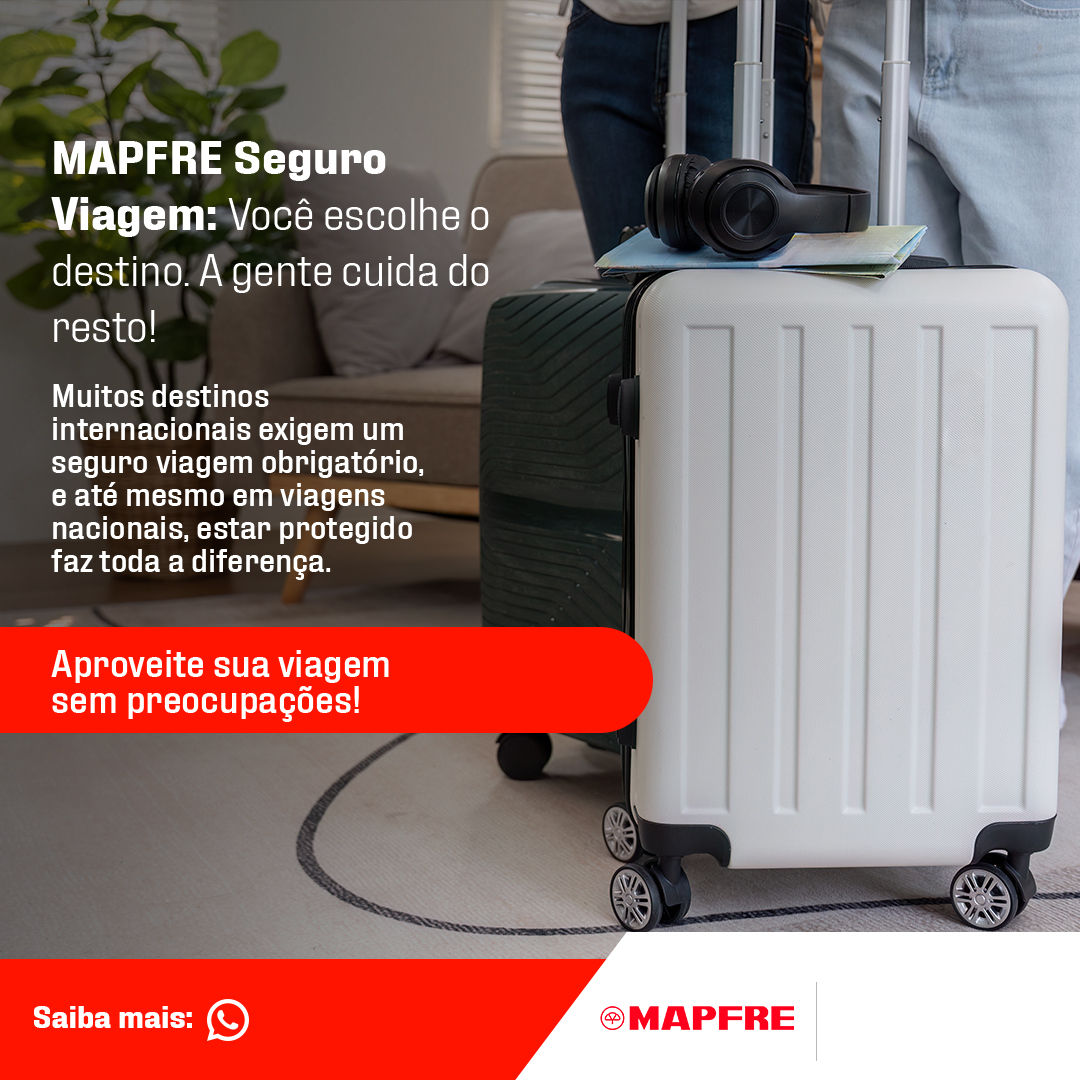 MAPFRE Seguro
Viagem: Você escolhe o
destino. A gente cuida do
resto!
Muitos destinos
internacionais exigem um
seguro viagem obrigatório,
e até mesmo em viagens
nacionais, estar protegido
faz toda a diferença.
Aproveite sua viagem
sem preocupações!
Saiba mais:
MAPFRE